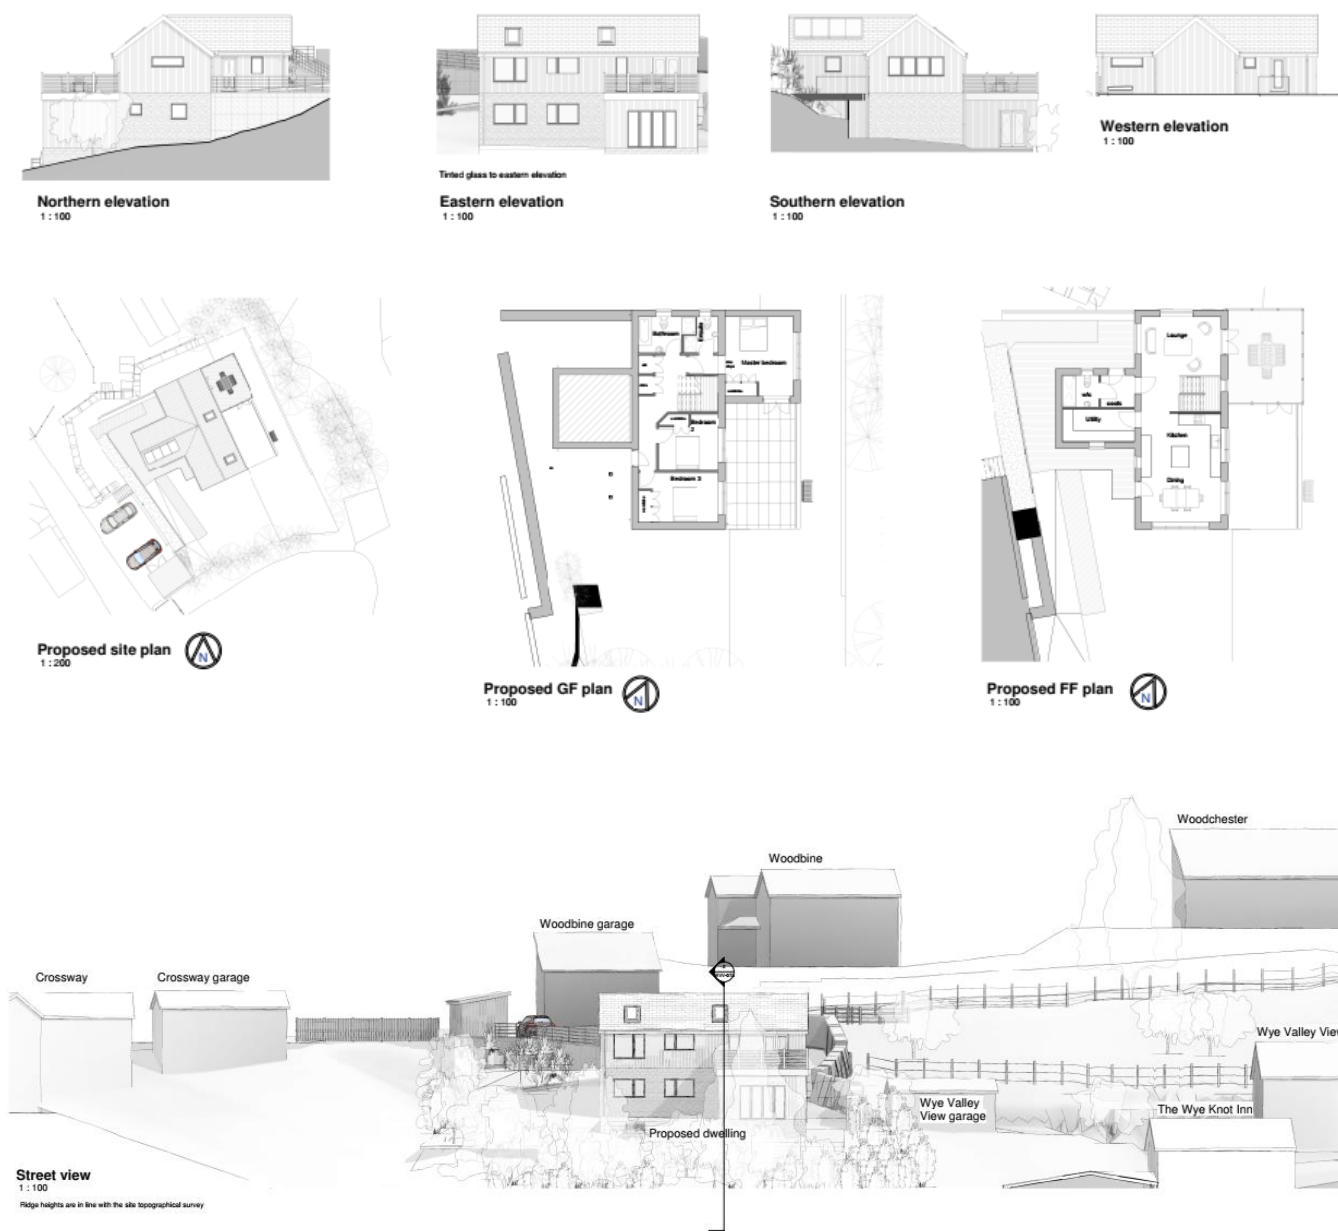 Northern elevation
1 : 100
Tinted glass to eastern elevation
Eastern elevation
1 : 100
Southern elevation
1 : 100
Western elevation
1 : 100
Proposed site plan
1 : 200
N
Bathroom
Master bedroom
Bedroom
2
Bedroom 3
Proposed GF plan
1 : 100
N
Lounge
w/c
Utility
Kitchen
Dining
Proposed FF plan
1 : 100
N
Woodchester
Woodbine
Woodbine garage
Crossway
Crossway garage
Wye Valley View
Wye Valley
View garage
The Wye Knot Inn
Proposed dwelling
Street view
1 : 100
Ridge heights are in line with the site topographical survey